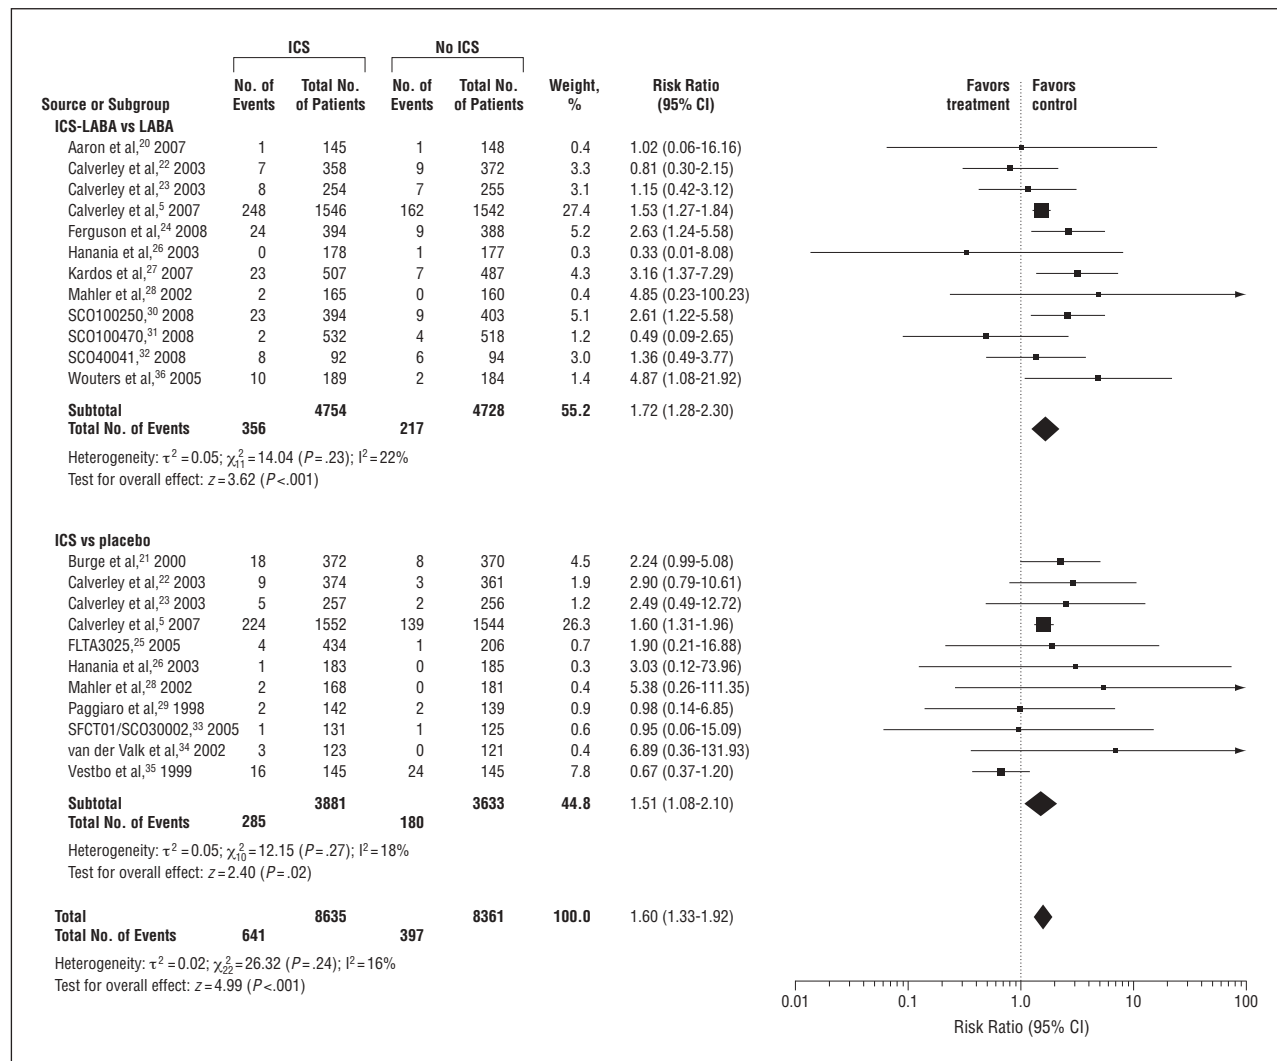 ICS No ICS
No. of Total No. No. of Total No. Weight, Risk Ratio Favors Favors
Source or Subgroup Events of Patients Events of Patients % (95% CI) treatment control
ICS-LABA vs LABA
Aaron et al,20 2007 1 145 1 148 0.4 1.02 (0.06-16.16)
Calverley et al,22 2003 7 358 9 372 3.3 0.81 (0.30-2.15)
Calverley et al,23 2003 8 254 7 255 3.1 1.15 (0.42-3.12)
Calverley et al,5 2007 248 1546 162 1542 27.4 1.53 (1.27-1.84)
Ferguson et al,24 2008 24 394 9 388 5.2 2.63 (1.24-5.58)
Hanania et al,26 2003 0 178 1 177 0.3 0.33 (0.01-8.08)
Kardos et al,27 2007 23 507 7 487 4.3 3.16 (1.37-7.29)
Mahler et al,28 2002 2 165 0 160 0.4 4.85 (0.23-100.23)
SCO100250,30 2008 23 394 9 403 5.1 2.61 (1.22-5.58)
SCO100470,31 2008 2 532 4 518 1.2 0.49 (0.09-2.65)
SCO40041,32 2008 8 92 6 94 3.0 1.36 (0.49-3.77)
Wouters et al,36 2005 10 189 2 184 1.4 4.87 (1.08-21.92)
Subtotal 4754 4728 55.2 1.72 (1.28-2.30)
Total No. of Events 356 217
Heterogeneity: τ2 = 0.05; χ2 11 = 14.04 (P = .23); I2 = 22%
Test for overall effect: z = 3.62 (P < .001)
ICS vs placebo
Burge et al,21 2000 18 372 8 370 4.5 2.24 (0.99-5.08)
Calverley et al,22 2003 9 374 3 361 1.9 2.90 (0.79-10.61)
Calverley et al,23 2003 5 257 2 256 1.2 2.49 (0.49-12.72)
Calverley et al,5 2007 224 1552 139 1544 26.3 1.60 (1.31-1.96)
FLTA3025,25 2005 4 434 1 206 0.7 1.90 (0.21-16.88)
Hanania et al,26 2003 1 183 0 185 0.3 3.03 (0.12-73.96)
Mahler et al,28 2002 2 168 0 181 0.4 5.38 (0.26-111.35)
Paggiaro et al,29 1998 2 142 2 139 0.9 0.98 (0.14-6.85)
SFCT01/SCO30002,33 2005 1 131 1 125 0.6 0.95 (0.06-15.09)
van der Valk et al,34 2002 3 123 0 121 0.4 6.89 (0.36-131.93)
Vestbo et al,35 1999 16 145 24 145 7.8 0.67 (0.37-1.20)
Subtotal 3881 3633 44.8 1.51 (1.08-2.10)
Total No. of Events 285 180
Heterogeneity: τ2 = 0.05; χ2 10 = 12.15 (P = .27); I2 = 18%
Test for overall effect: z = 2.40 (P = .02)
Total 8635 8361 100.0 1.60 (1.33-1.92)
Total No. of Events 641 397
Heterogeneity: τ2 = 0.02; χ2 22 = 26.32 (P = .24); I2 = 16%
Test for overall effect: z = 4.99 (P < .001)
0.01 0.1 1.0 10 100
Risk Ratio (95% CI)